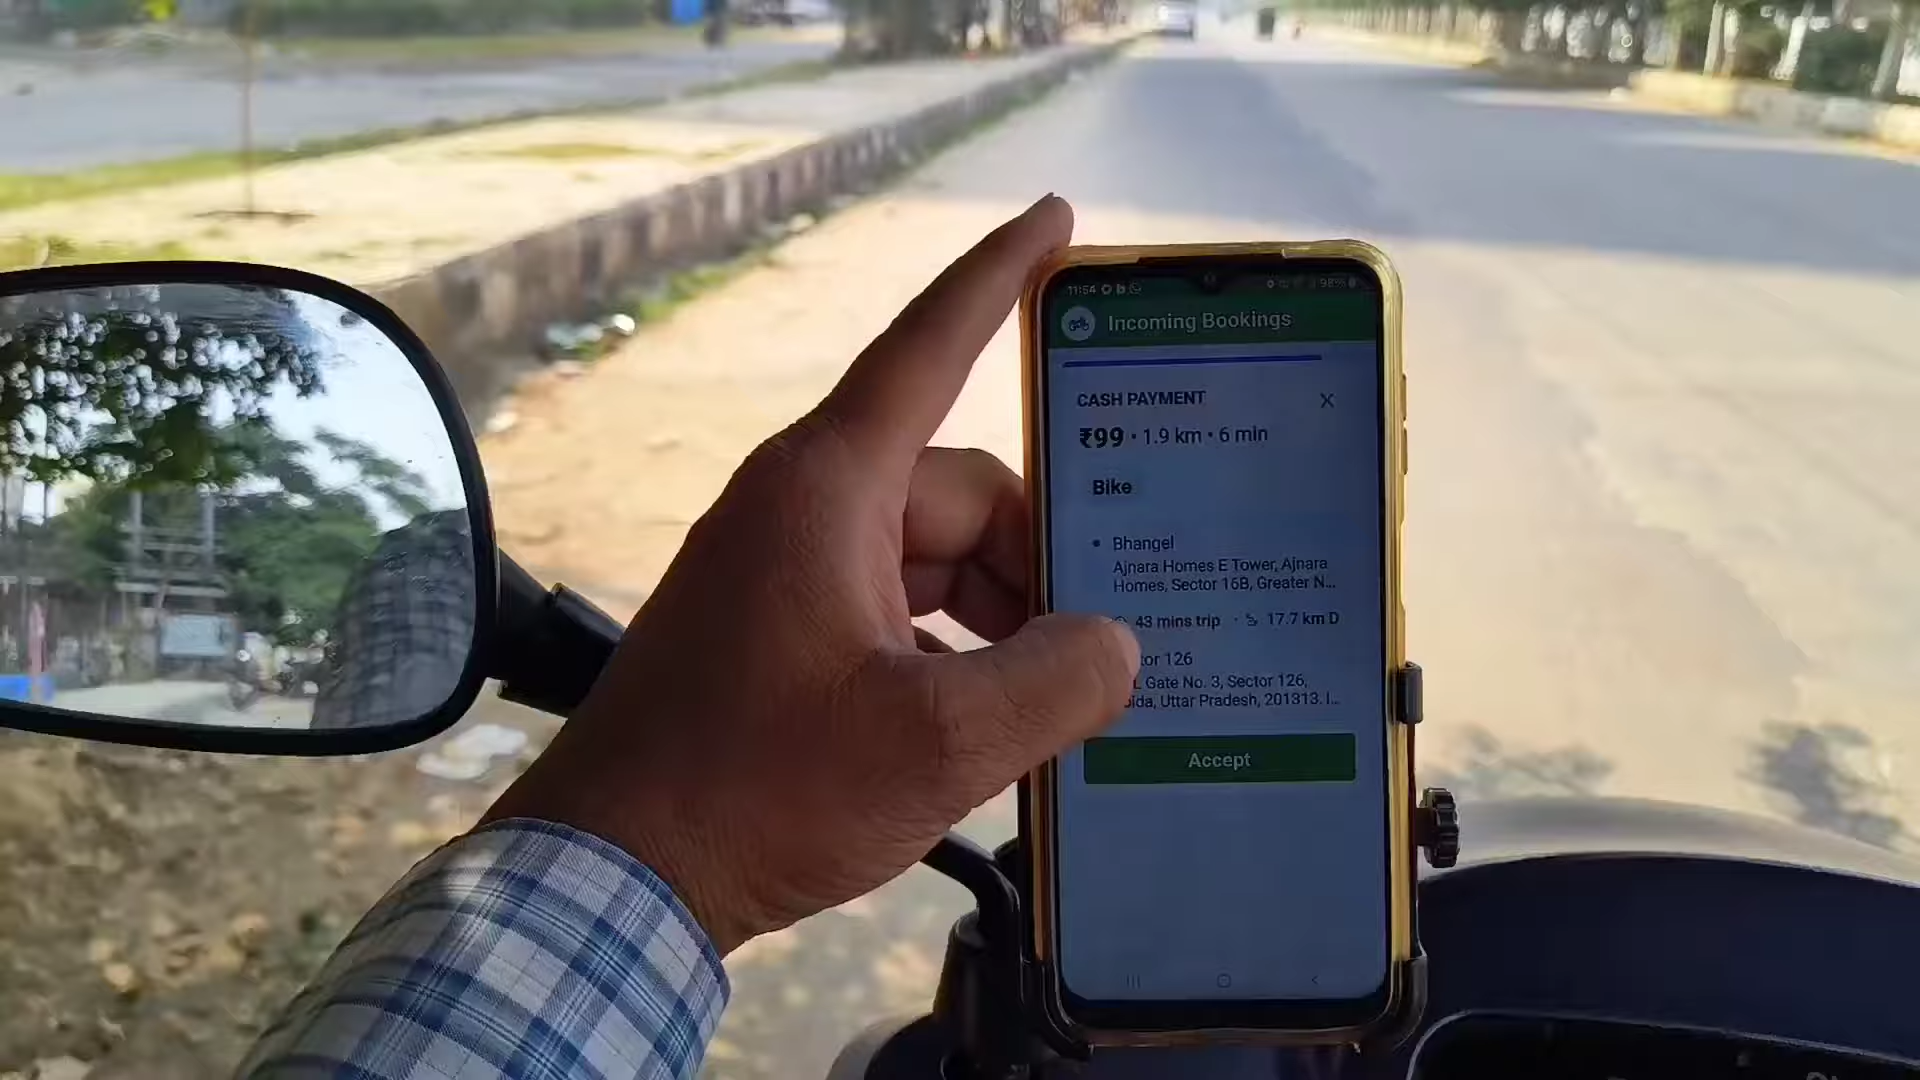 11:54
98%
Incoming Bookings
CASH PAYMENT
X
₹99 • 1.9 km • 6 min
Bike
Bhangel
Ajnara Homes E Tower, Ajnara
Homes, Sector 16B, Greater N...
43 mins trip · 17.7 km D
tor 126
L Gate No. 3, Sector 126,
ida, Uttar Pradesh, 201313. I...
Accept